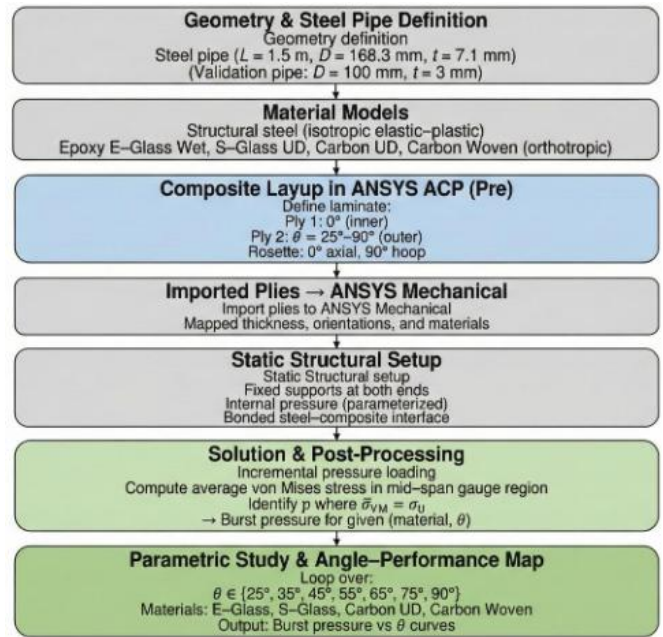 Geometry & Steel Pipe Definition
Geometry definition
Steel pipe (L = 1.5 m, D = 168.3 mm, t = 7.1 mm)
(Validation pipe: D = 100 mm, t = 3 mm)
Material Models
Structural steel (isotropic elastic–plastic)
Epoxy E–Glass Wet, S–Glass UD, Carbon UD, Carbon Woven (orthotropic)
Composite Layup in ANSYS ACP (Pre)
Define laminate:
Ply 1: 0° (inner)
Ply 2: θ = 25°–90° (outer)
Rosette: 0° axial, 90° hoop
Imported Plies → ANSYS Mechanical
Import plies to ANSYS Mechanical
Mapped thickness, orientations, and materials
Static Structural Setup
Static Structural setup
Fixed supports at both ends
Internal pressure (parameterized)
Bonded steel–composite interface
Solution & Post-Processing
Incremental pressure loading
Compute average von Mises stress in mid-span gauge region
Identify p where σ̅VM = σU
→ Burst pressure for given (material, θ)
Parametric Study & Angle–Performance Map
Loop over:
θ ∈ {25°, 35°, 45°, 55°, 65°, 75°, 90°}
Materials: E–Glass, S–Glass, Carbon UD, Carbon Woven
Output: Burst pressure vs θ curves